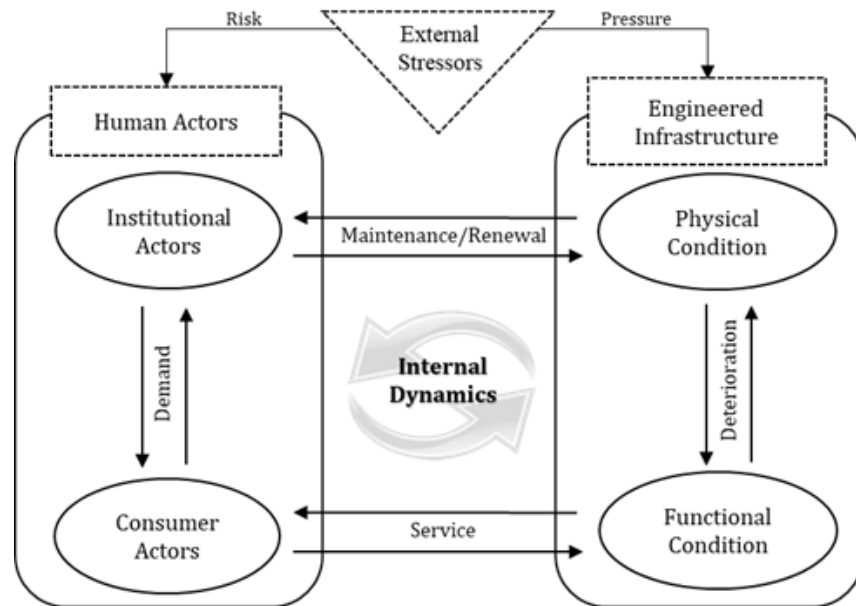 Risk
External
Stressors
Pressure
Human Actors
Engineered
Infrastructure
Institutional
Actors
Maintenance/Renewal
Physical
Condition
Demand
Internal
Dynamics
Deterioration
Consumer
Actors
Service
Functional
Condition